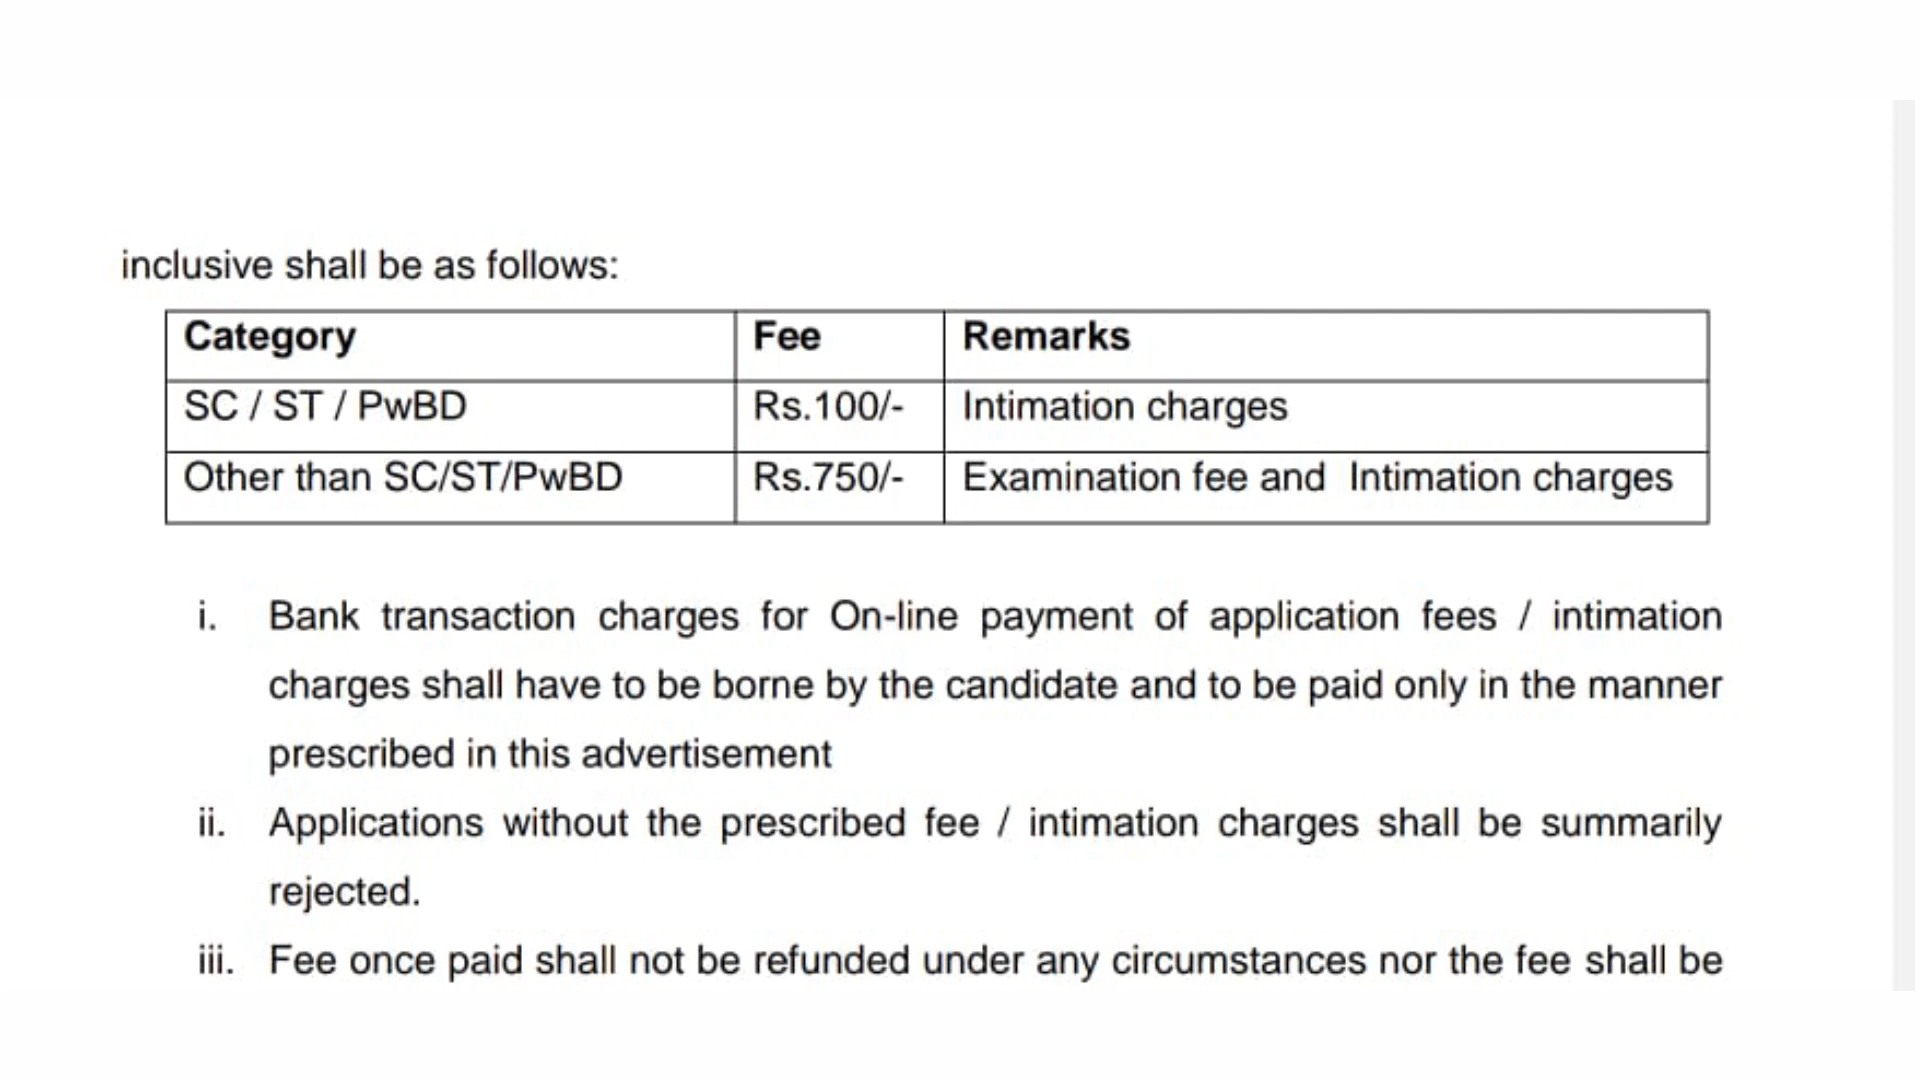 inclusive shall be as follows:
Category Fee Remarks
SC / ST / PwBD Rs.100/- Intimation charges
Other than SC/ST/PwBD Rs.750/- Examination fee and Intimation charges
i. Bank transaction charges for On-line payment of application fees / intimation
charges shall have to be borne by the candidate and to be paid only in the manner
prescribed in this advertisement
ii. Applications without the prescribed fee / intimation charges shall be summarily
rejected.
iii. Fee once paid shall not be refunded under any circumstances nor the fee shall be